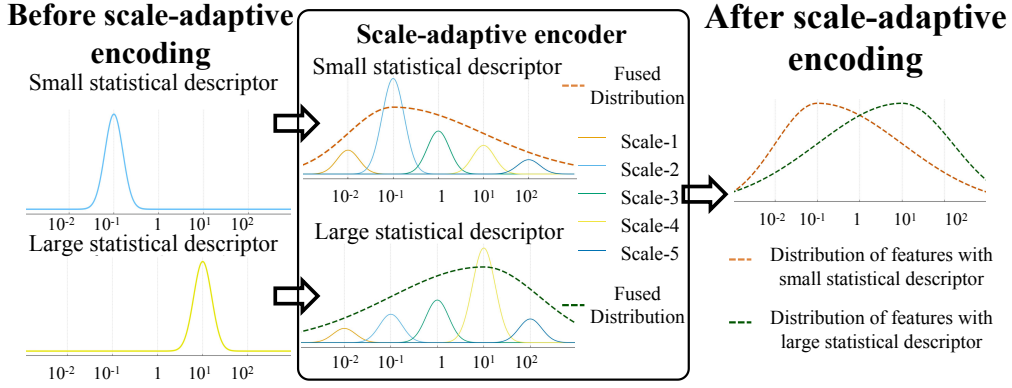 Before scale-adaptive
encoding
Small statistical descriptor
10-2 10-1 1 10¹ 10²
Large statistical descriptor
10-2 10-1 1 10¹ 10²
Scale-adaptive encoder
Small statistical descriptor
10-2 10-1 1 10¹ 10²
Large statistical descriptor
10-2 10-1 1 10¹ 10²
Fused
Distribution
Scale-1
Scale-2
Scale-3
Scale-4
Scale-5
Fused
Distribution
After scale-adaptive
encoding
10-2 10-1 1 10¹ 10²
Distribution of features with
small statistical descriptor
Distribution of features with
large statistical descriptor